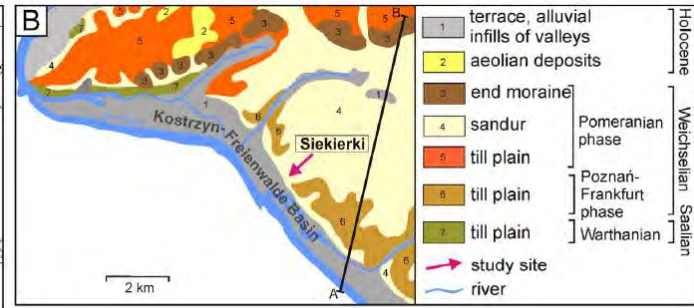 B
Kostrzyn-Freienwalde Basin
Siekierki
2 km
A
B
1 terrace, alluvial
infills of valleys
2 aeolian deposits
3 end moraine
4 sandur
5 till plain
6 till plain
7 till plain
study site
river
Pomeranian
phase
Poznań-
Frankfurt
phase
Warthanian
Holocene
Weichselian
Saalian